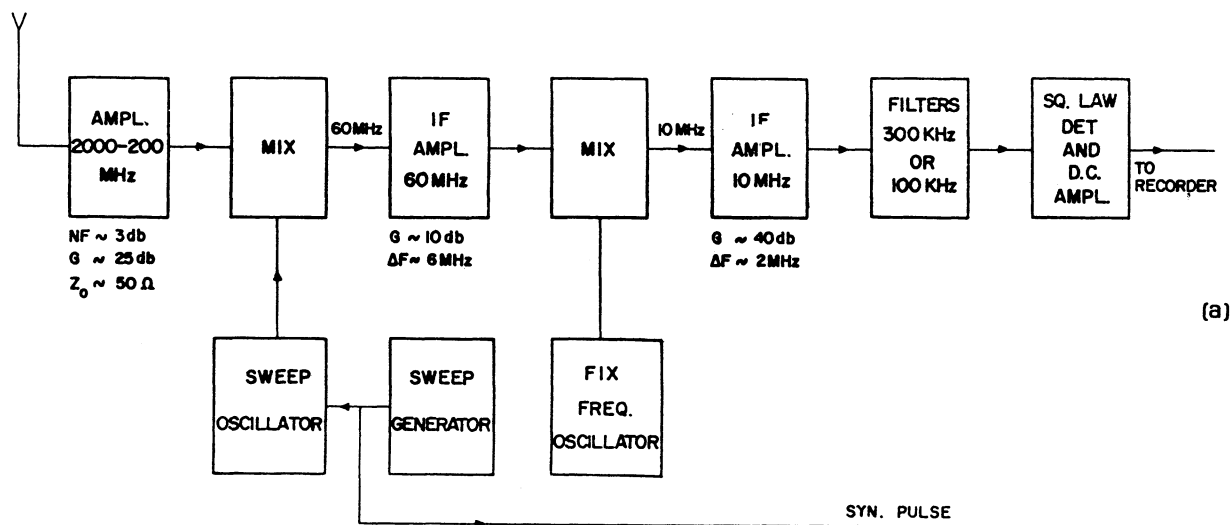 AMPL.
2000-200
MHz
NF ~ 3db
G ~ 25db
Z₀ ~ 50 Ω
MIX
60MHz
IF
AMPL.
60MHz
G ~ 10db
ΔF ~ 6MHz
MIX
10MHz
IF
AMPL.
10MHz
G ~ 40db
ΔF ~ 2MHz
FILTERS
300 KHz
OR
100 KHz
SQ. LAW
DET
AND
D.C.
AMPL.
TO
RECORDER
(a)
SWEEP
OSCILLATOR
SWEEP
GENERATOR
FIX
FREQ.
OSCILLATOR
SYN. PULSE